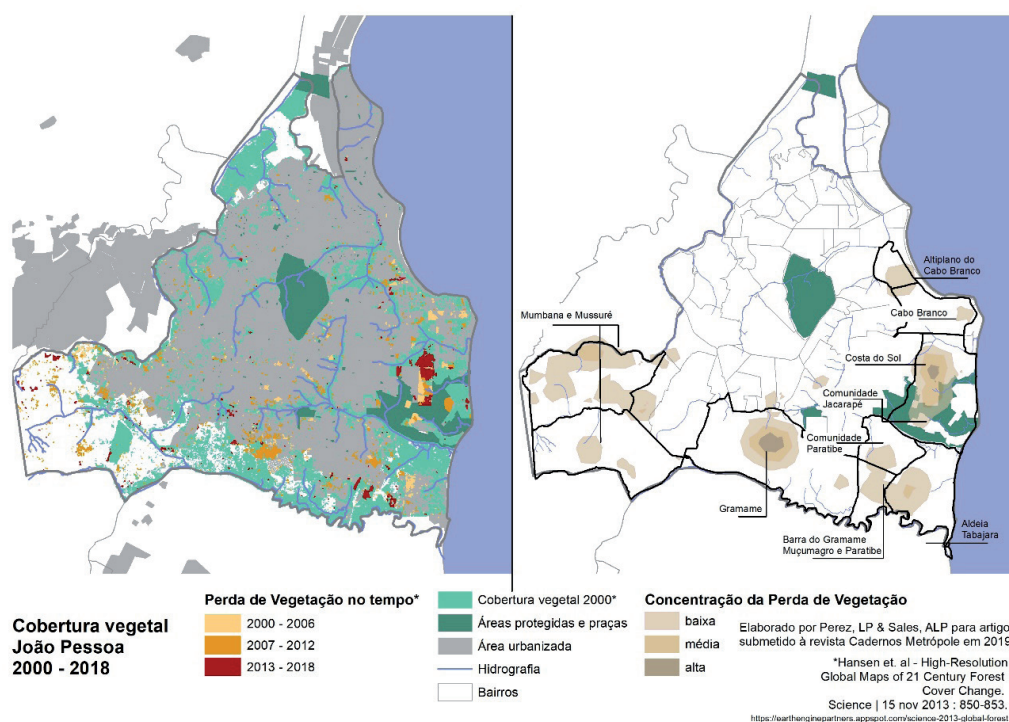 Altiplano do
Cabo Branco
Mumbana e Mussuré
Cabo Branco
Costa do Sol
Comunidade
Jacarapé
Comunidade
Paratibe
Gramame
Barra do Gramame
Muçumagro e Paratibe
Aldeia
Tabajara
Cobertura vegetal
João Pessoa
2000 - 2018
Perda de Vegetação no tempo*
2000 - 2006
2007 - 2012
2013 - 2018
Cobertura vegetal 2000*
Áreas protegidas e praças
Área urbanizada
Hidrografia
Bairros
Concentração da Perda de Vegetação
baixa
média
alta
Elaborado por Perez, LP & Sales, ALP para artigo
submetido à revista Cadernos Metrópole em 2019
*Hansen et. al - High-Resolution
Global Maps of 21 Century Forest
Cover Change.
Science | 15 nov 2013 : 850-853.
https://earthenginepartners.appspot.com/science-2013-global-forest